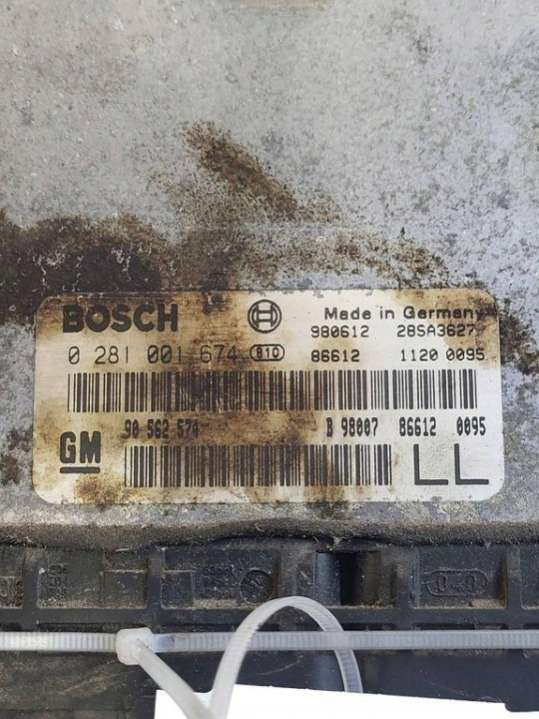 BOSCH Made in Germany
980612 28SA3627
0 281 001 674 810 86612 1120 0095
90 562 574 B 98007 86612 0095
GM LL